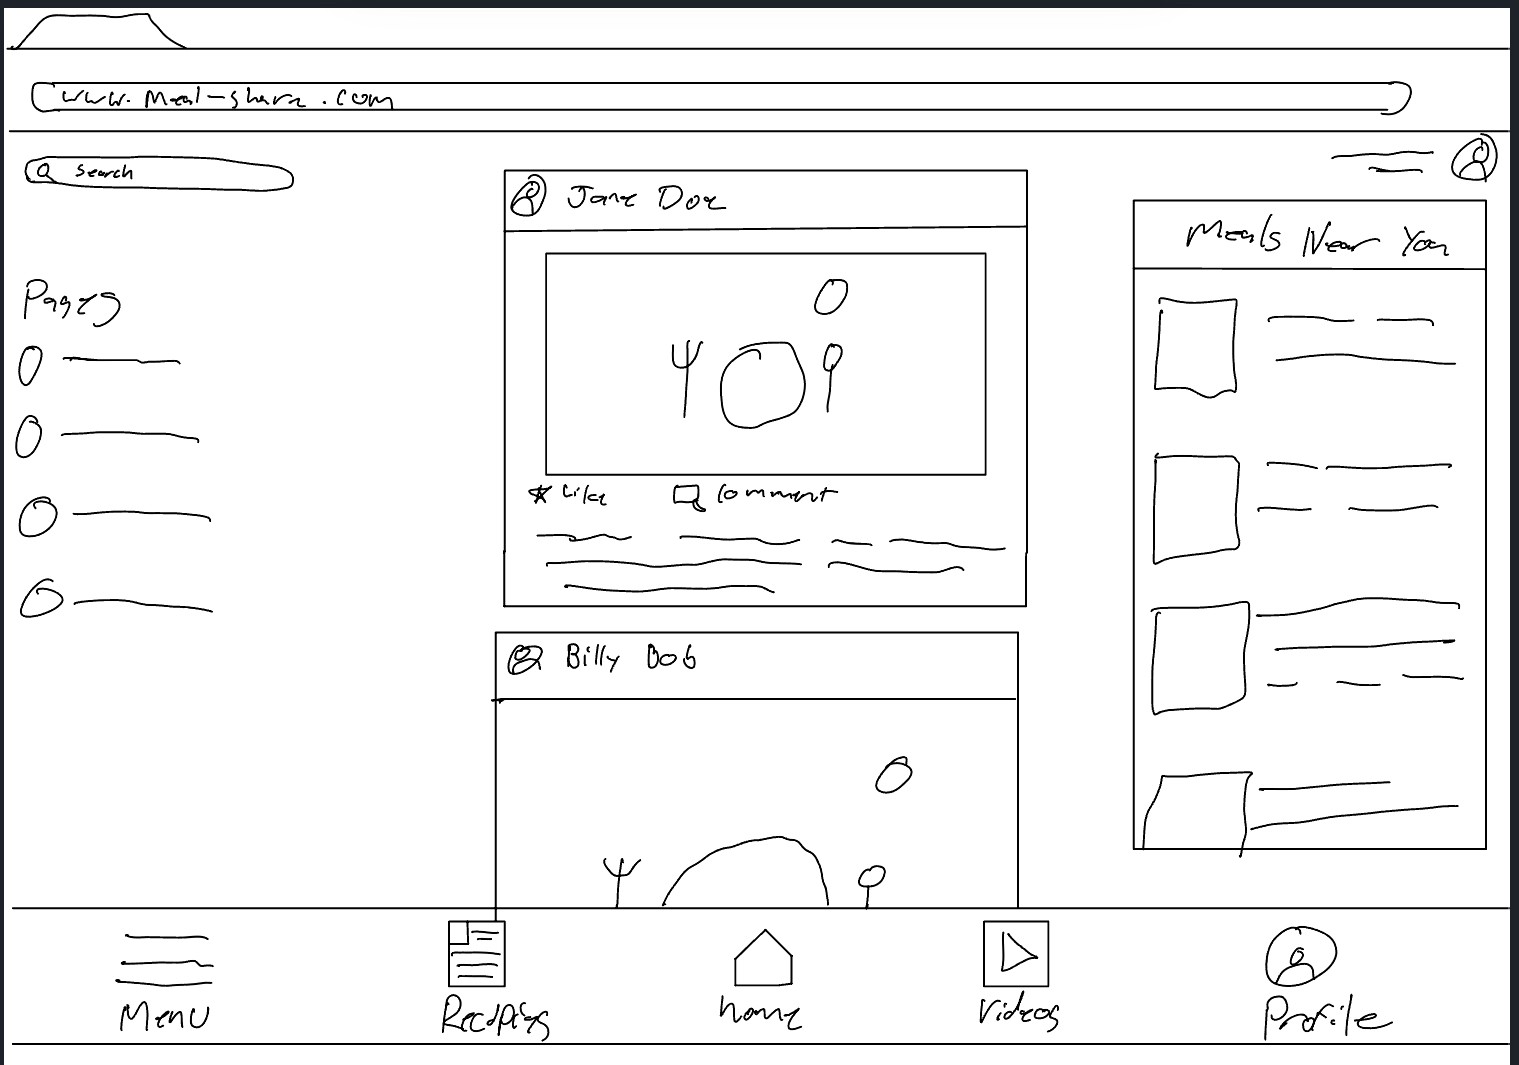 www.meal-share.com
Search
Jane Doe
Meals Near You
Pages
Like
Comment
Billy Bob
Menu
Home
Videos
Profile